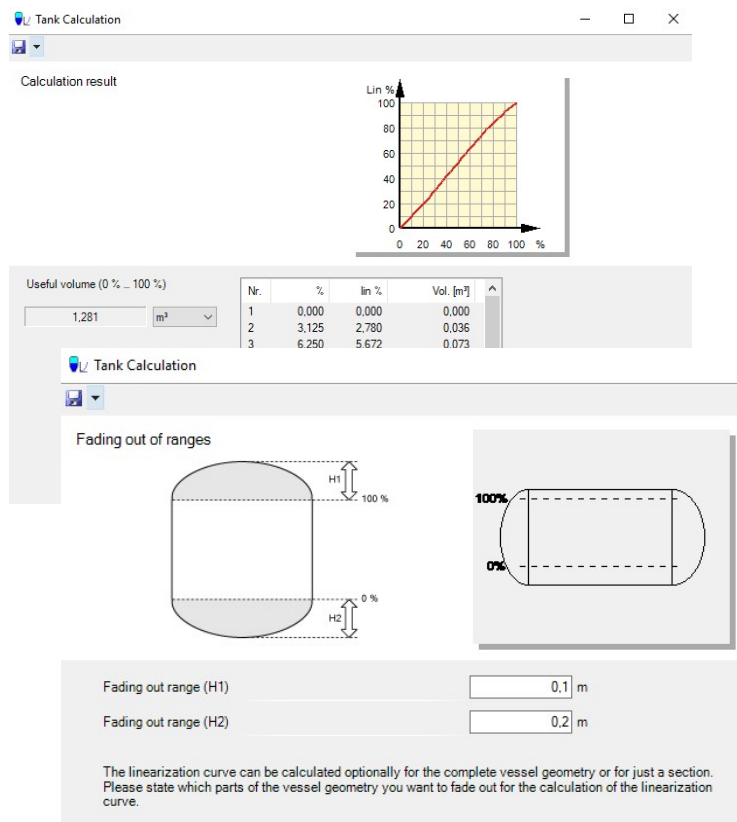 Tank Calculation
Calculation result
Lin %
100
80
60
40
20
0
0 20 40 60 80 100 %
Useful volume (0 % ... 100 %)
1,281 m³
Nr. % lin % Vol. [m³]
1 0,000 0,000 0,000
2 3,125 2,780 0,036
3 6,250 5,672 0,073
Tank Calculation
Fading out of ranges
H1
100 %
0 %
H2
100%
0%
Fading out range (H1) 0,1 m
Fading out range (H2) 0,2 m
The linearization curve can be calculated optionally for the complete vessel geometry or for just a section.
Please state which parts of the vessel geometry you want to fade out for the calculation of the linearization
curve.